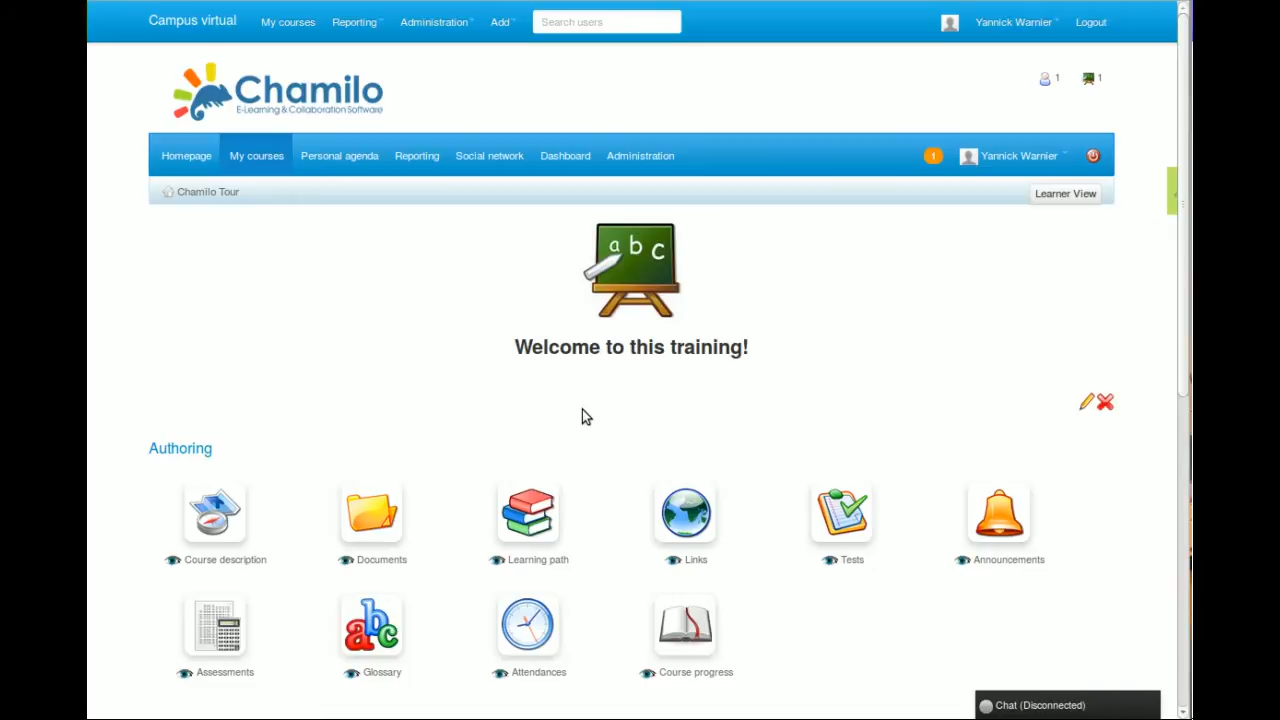 Campus virtual My courses Reporting Administration Add Search users Yannick Warnier Logout
Chamilo
E-Learning & Collaboration Software
1 1
Homepage My courses Personal agenda Reporting Social network Dashboard Administration 1 Yannick Warnier
Chamilo Tour Learner View
a b c
Welcome to this training!
Authoring
Course description Documents Learning path Links Tests Announcements
abc
Assessments Glossary Attendances Course progress
Chat (Disconnected)